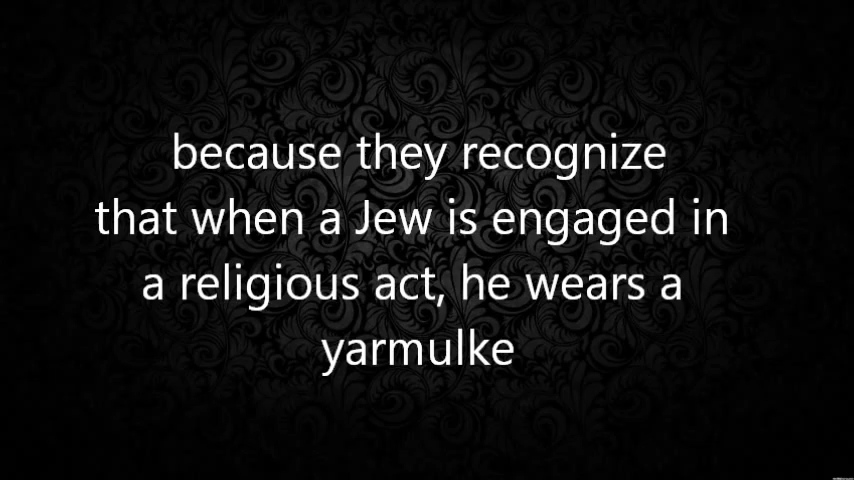 because they recognize
that when a Jew is engaged in
a religious act, he wears a
yarmulke